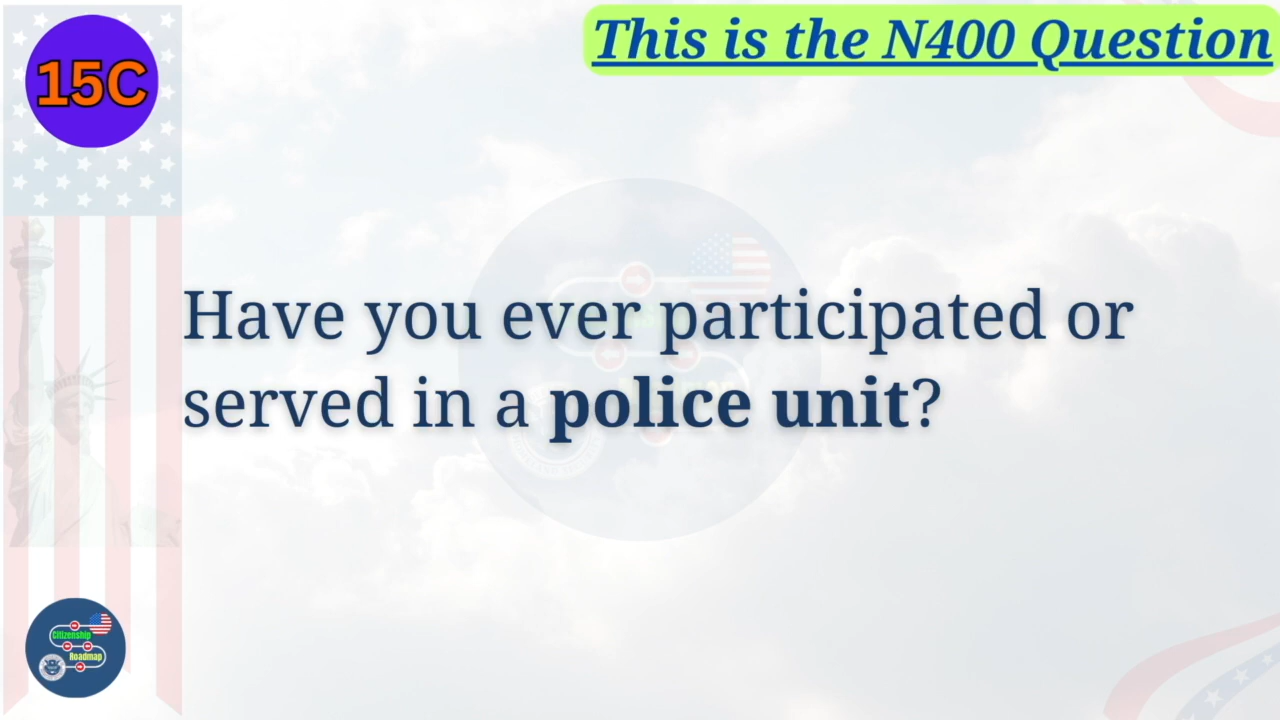 15C
This is the N400 Question
Have you ever participated or
served in a police unit?
Citizenship
Roadmap